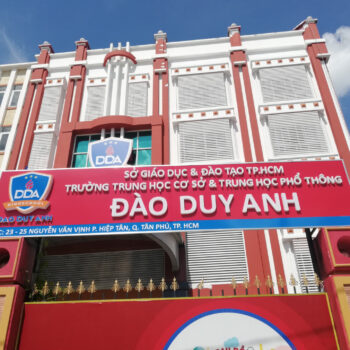 DDA
SỞ GIÁO DỤC & ĐÀO TẠO TP.HCM
TRƯỜNG TRUNG HỌC CƠ SỞ & TRUNG HỌC PHỔ THÔNG
ĐÀO DUY ANH
DDA
ĐÀO DUY ANH
C: 23 - 25 NGUYỄN VĂN VỊNH P. HIỆP TÂN, Q. TÂN PHÚ, TP. HCM